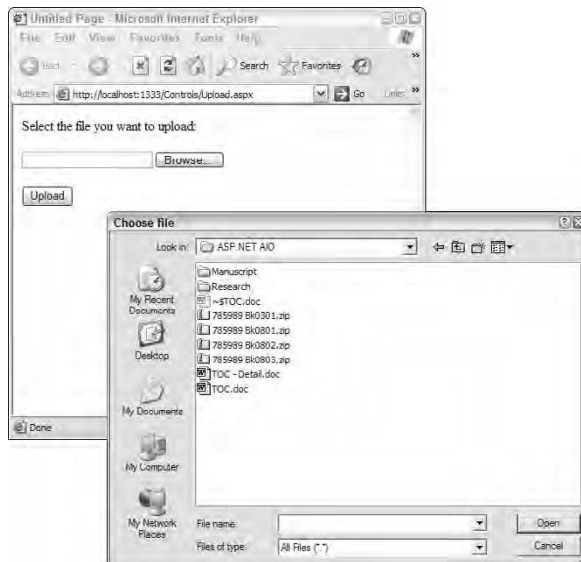 Untitled Page - Microsoft Internet Explorer
File Edit View Favorites Tools Help
Back Search Favorites
Address http://localhost:1333/Controls/Upload.aspx Go Links
Select the file you want to upload:
Browse...
Upload
Choose file
Look in: ASP.NET AIO
Manuscript
Research
~$TOC.doc
785989 Bk0301.zip
785989 Bk0801.zip
785989 Bk0802.zip
785989 Bk0803.zip
TOC - Detail.doc
TOC.doc
My Recent Documents
Desktop
My Documents
My Computer
My Network Places
File name: Open
Files of type: All Files (*.*) Cancel
Done